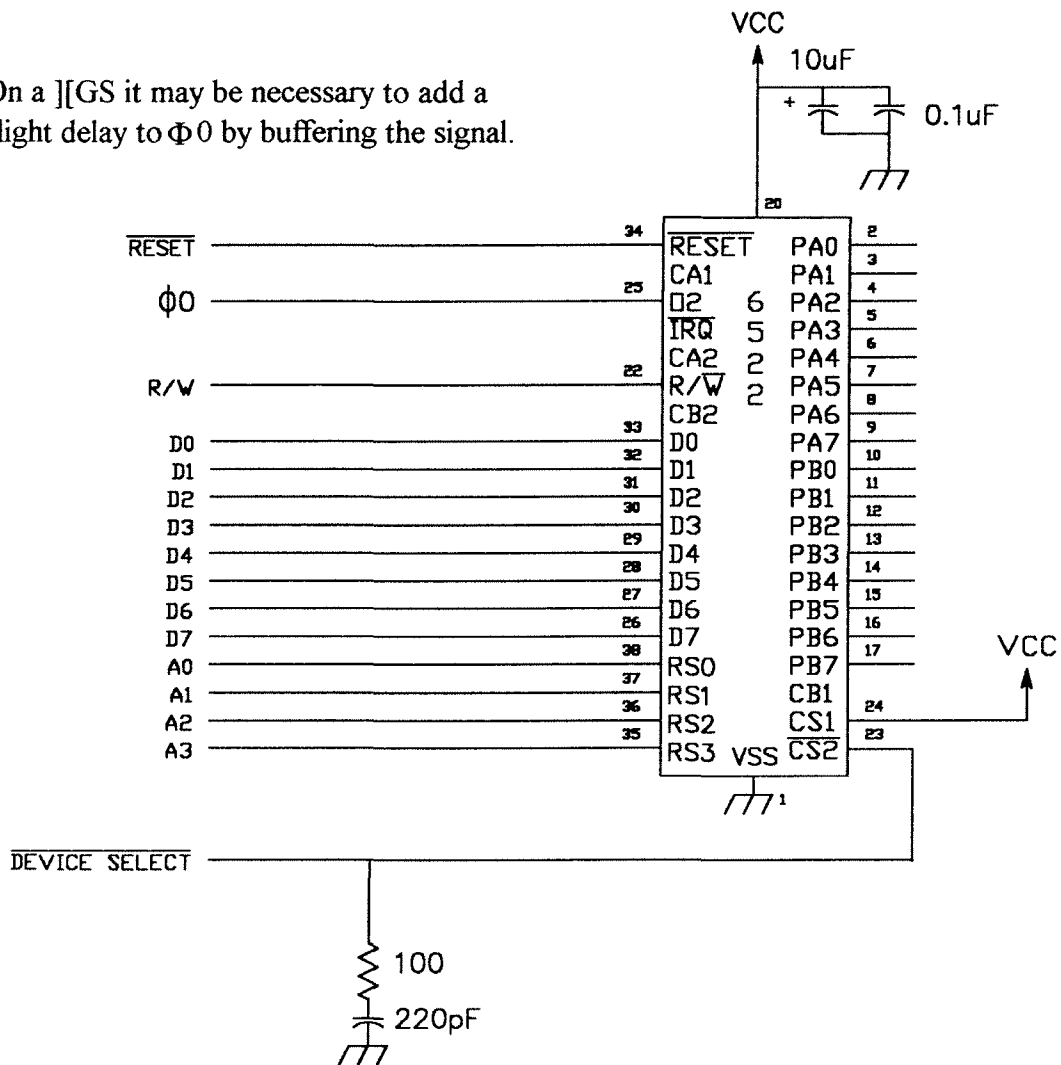 VCC
10uF
On a ][GS it may be necessary to add a
slight delay to Φ0 by buffering the signal.
+
0.1uF
20
RESET 34 RESET PA0 2
CA1 PA1 3
ϕ0 25 02 6 PA2 4
IRQ 5 PA3 5
CA2 2 PA4 6
R/W 22 R/W 2 PA5 7
CB2 PA6 8
D0 33 D0 PA7 9
D1 32 D1 PB0 10
D2 31 D2 PB1 11
D3 30 D3 PB2 12
D4 29 D4 PB3 13
D5 28 D5 PB4 14
D6 27 D6 PB5 15
D7 26 D7 PB6 16
A0 38 RS0 PB7 17
VCC
A1 37 RS1 CB1
A2 36 RS2 CS1 24
A3 35 RS3 VSS CS2 23
1
DEVICE SELECT
100
220pF